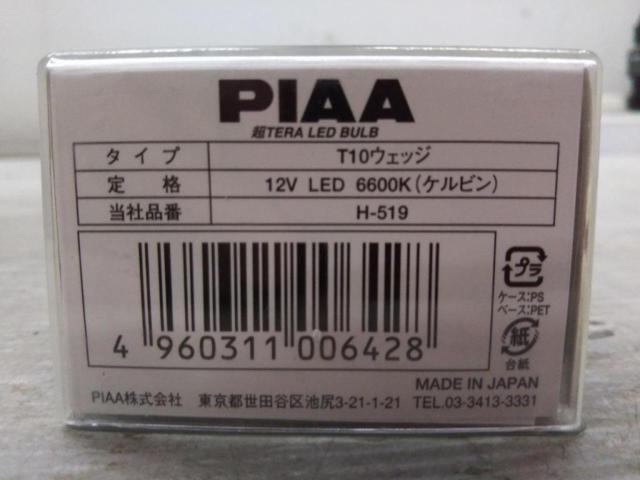 PIAA
超TERA LED BULB
タイプ T10ウェッジ
定格 12V LED 6600K(ケルビン)
当社品番 H-519
プラ
ケース:PS
ベース:PET
紙
台紙
4 960311 006428
MADE IN JAPAN
PIAA株式会社 東京都世田谷区池尻3-21-1-21 TEL.03-3413-3331